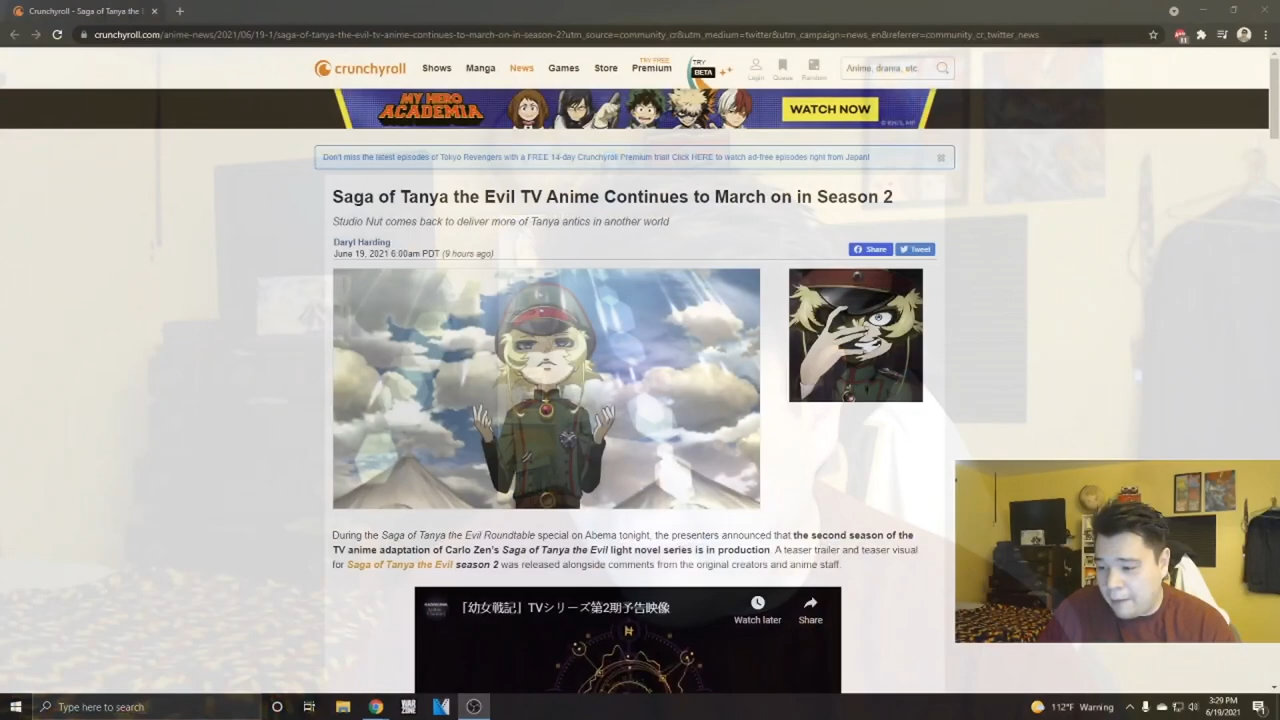 Crunchyroll - Saga of Tanya the E
crunchyroll.com/anime-news/2021/06/19-1/saga-of-tanya-the-evil-tv-anime-continues-to-march-on-in-season-2?utm_source=community_cr&utm_medium=twitter&utm_campaign=news_en&referrer=community_cr_twitter_news
crunchyroll
Shows
Manga
News
Games
Store
TRY FREE
Premium
TRY
BETA
Login
Queue
Random
Anime, drama, etc
MY HERO
ACADEMIA
WATCH NOW
Don't miss the latest episodes of Tokyo Revengers with a FREE 14-day Crunchyroll Premium trial! Click HERE to watch ad-free episodes right from Japan!
Saga of Tanya the Evil TV Anime Continues to March on in Season 2
Studio Nut comes back to deliver more of Tanya antics in another world
Daryl Harding
June 19, 2021 6:00am PDT (9 hours ago)
Share
Tweet
During the Saga of Tanya the Evil Roundtable special on Abema tonight, the presenters announced that the second season of the
TV anime adaptation of Carlo Zen's Saga of Tanya the Evil light novel series is in production. A teaser trailer and teaser visual
for Saga of Tanya the Evil season 2 was released alongside comments from the original creators and anime staff.
「幼女戦記」TVシリーズ第2期予告映像
Watch later
Share
Type here to search
WAR
ZONE
112°F Warning
3:29 PM
6/19/2021